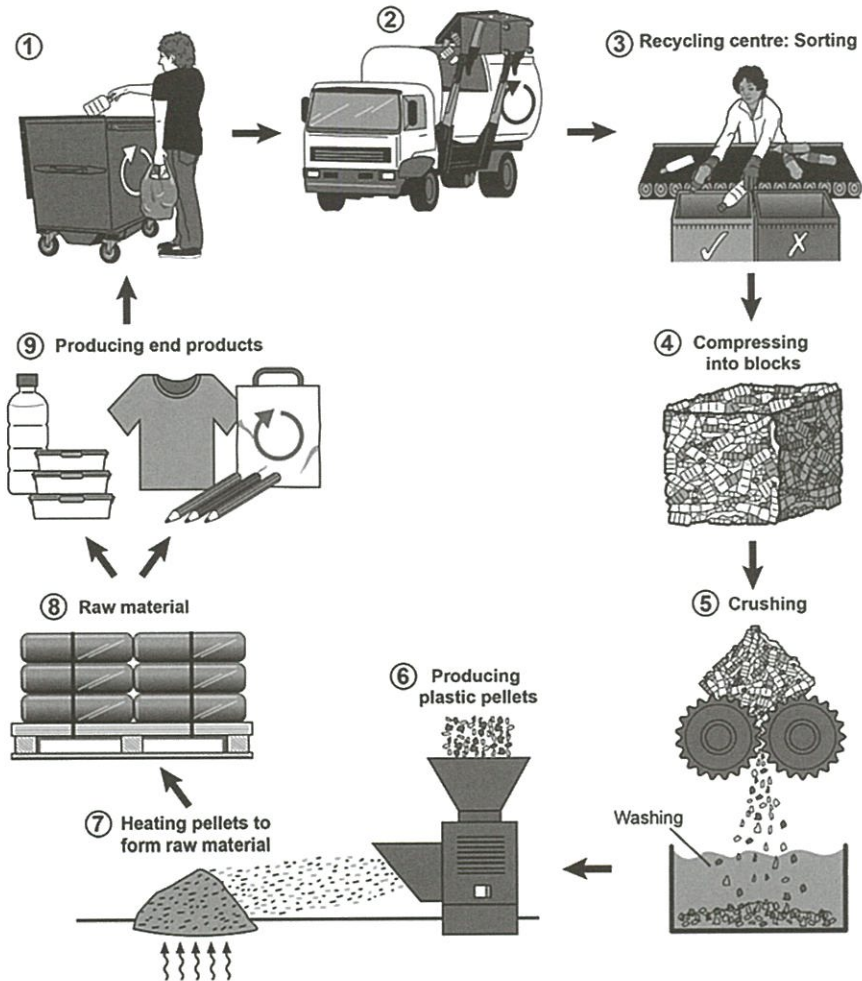 ①
②
③ Recycling centre: Sorting
④ Compressing
into blocks
⑤ Crushing
Washing
⑥ Producing
plastic pellets
⑦ Heating pellets to
form raw material
⑧ Raw material
⑨ Producing end products